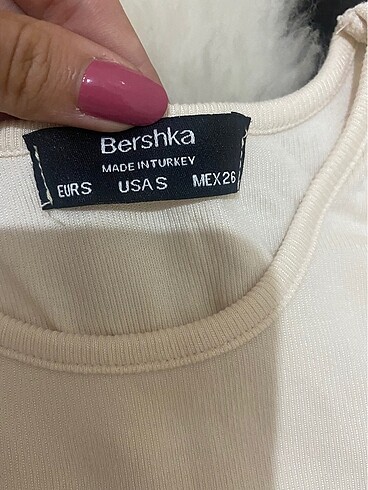 Bershka
MADE IN TURKEY
EUR S USA S MEX 26